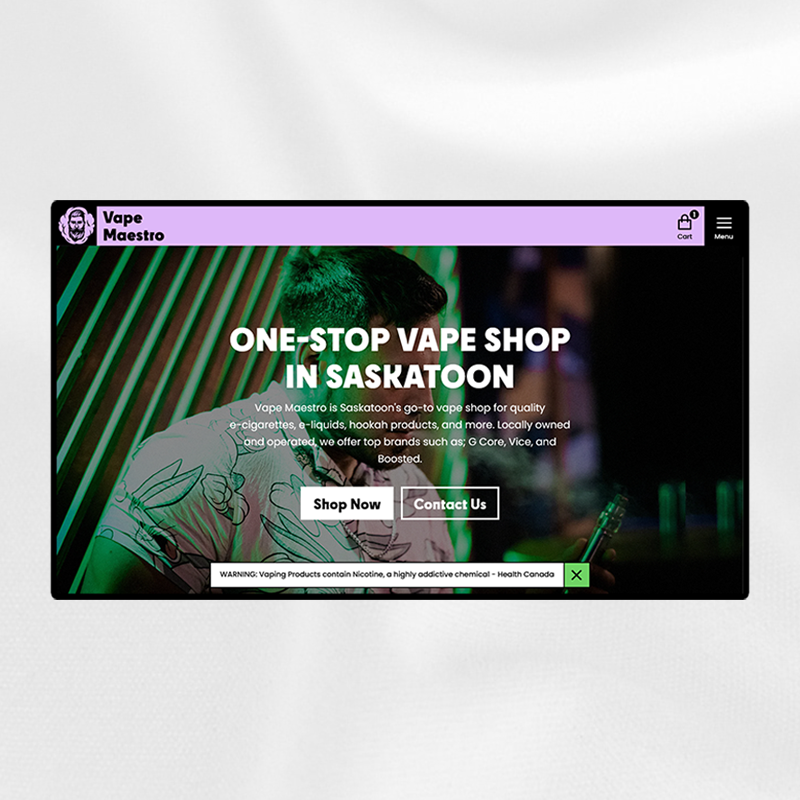 Vape
Maestro
1
Cart
Menu
ONE-STOP VAPE SHOP
IN SASKATOON
Vape Maestro is Saskatoon's go-to vape shop for quality
e-cigarettes, e-liquids, hookah products, and more. Locally owned
and operated, we offer top brands such as; G Core, Vice, and
Boosted.
Shop Now
Contact Us
WARNING: Vaping Products contain Nicotine, a highly addictive chemical - Health Canada